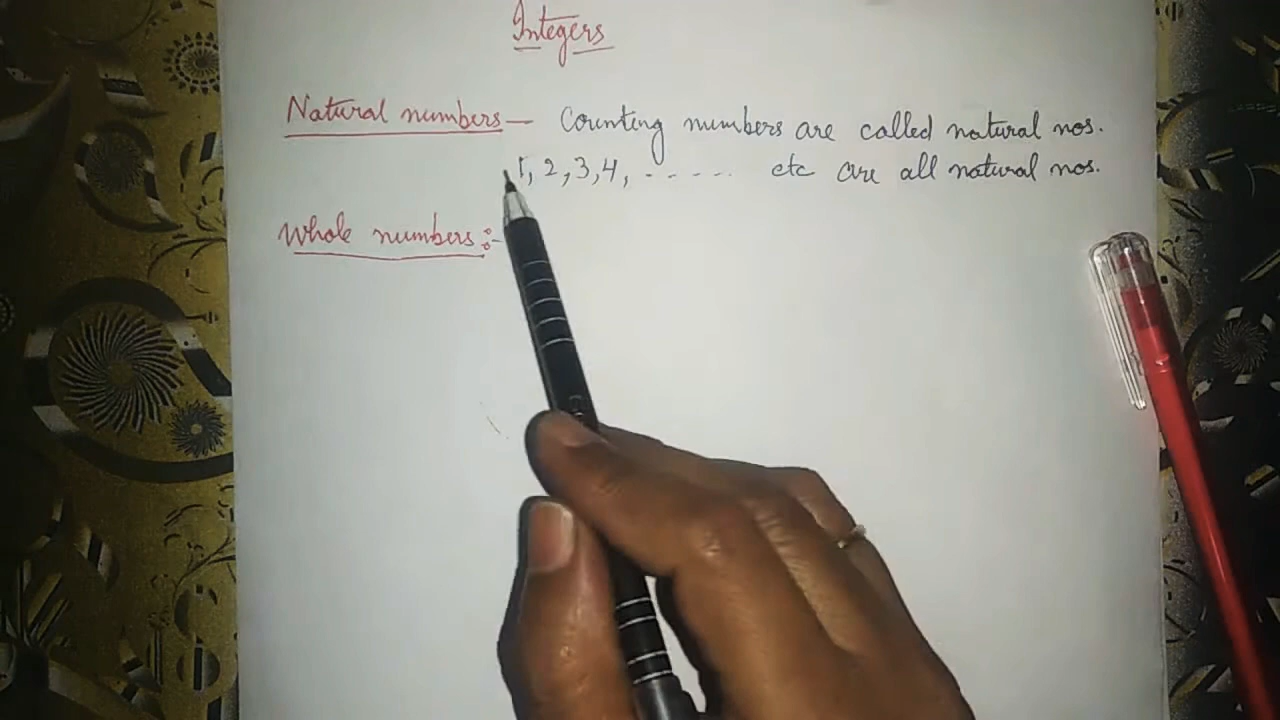 Integers
Natural numbers — Counting numbers are called natural nos.
1, 2, 3, 4, - - - - - etc are all natural nos.
Whole numbers :-